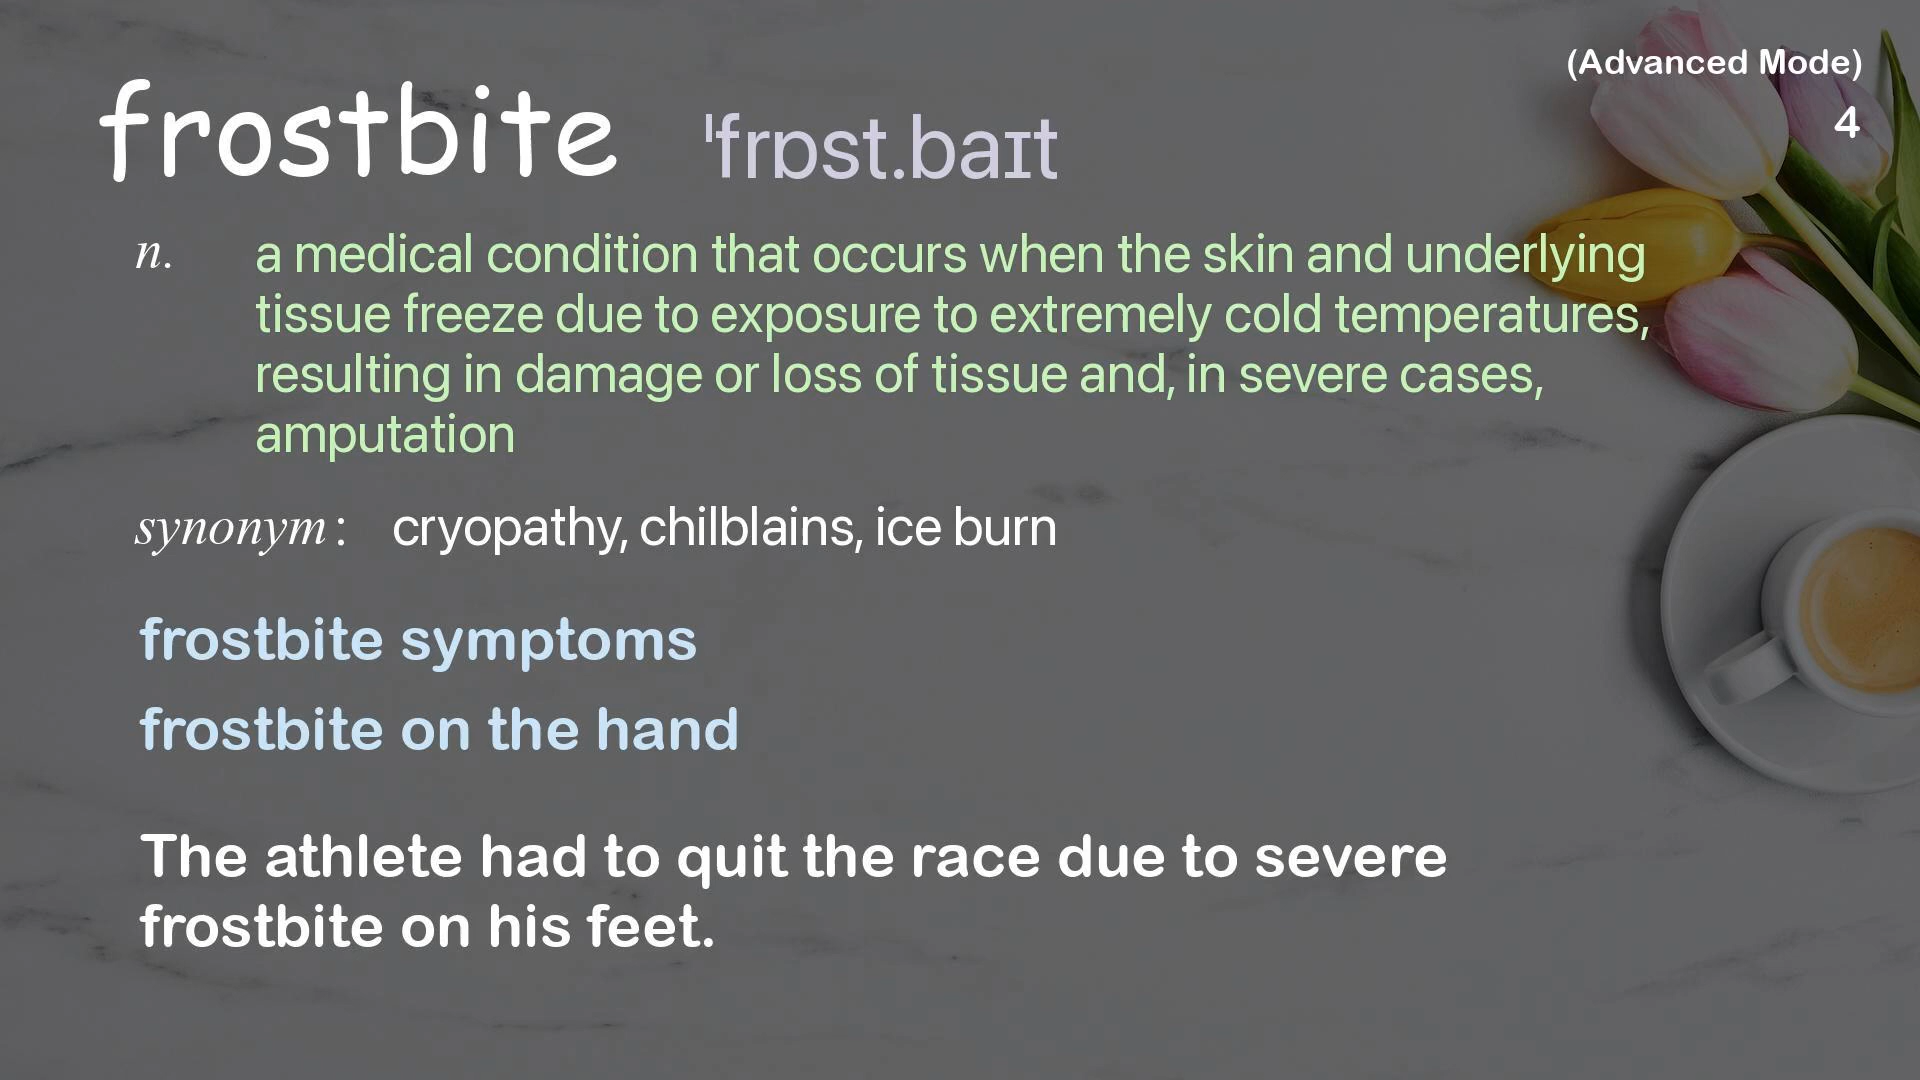 (Advanced Mode)
4
frostbite ˈfrɒst.baɪt
n. a medical condition that occurs when the skin and underlying
tissue freeze due to exposure to extremely cold temperatures,
resulting in damage or loss of tissue and, in severe cases,
amputation
synonym: cryopathy, chilblains, ice burn
frostbite symptoms
frostbite on the hand
The athlete had to quit the race due to severe
frostbite on his feet.